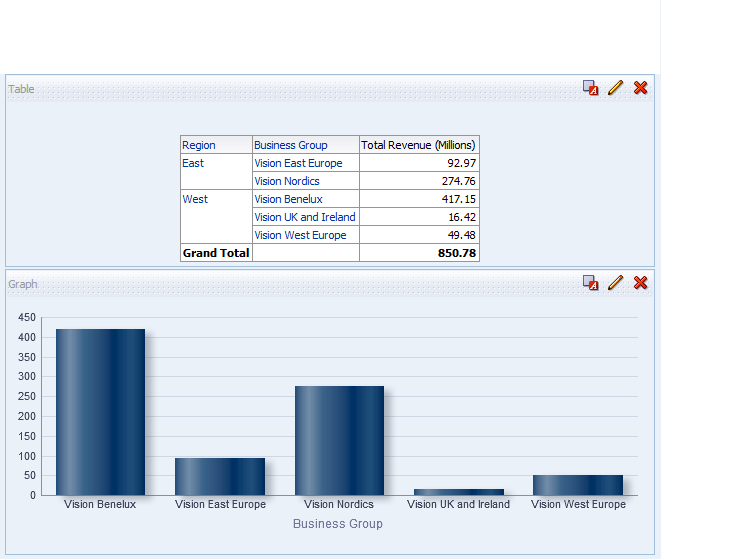 Table
Region Business Group Total Revenue (Millions)
East Vision East Europe 92.97
Vision Nordics 274.76
West Vision Benelux 417.15
Vision UK and Ireland 16.42
Vision West Europe 49.48
Grand Total 850.78
Graph
450
400
350
300
250
200
150
100
50
0
Vision Benelux Vision East Europe Vision Nordics Vision UK and Ireland Vision West Europe
Business Group